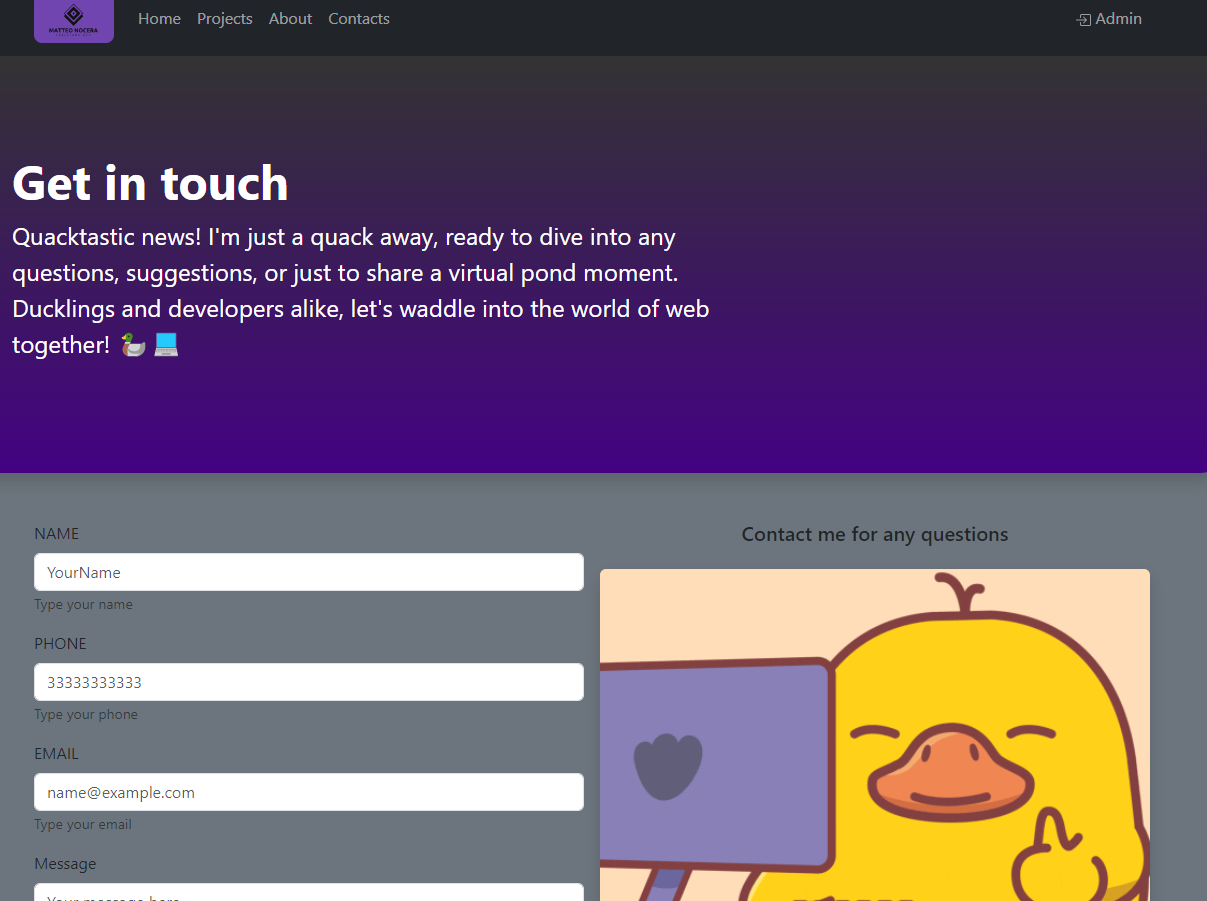 MATTEO NOCERA
Home Projects About Contacts
Admin
Get in touch
Quacktastic news! I'm just a quack away, ready to dive into any
questions, suggestions, or just to share a virtual pond moment.
Ducklings and developers alike, let's waddle into the world of web
together! 🦆 💻
NAME
YourName
Type your name
PHONE
33333333333
Type your phone
EMAIL
name@example.com
Type your email
Message
Your message here
Contact me for any questions